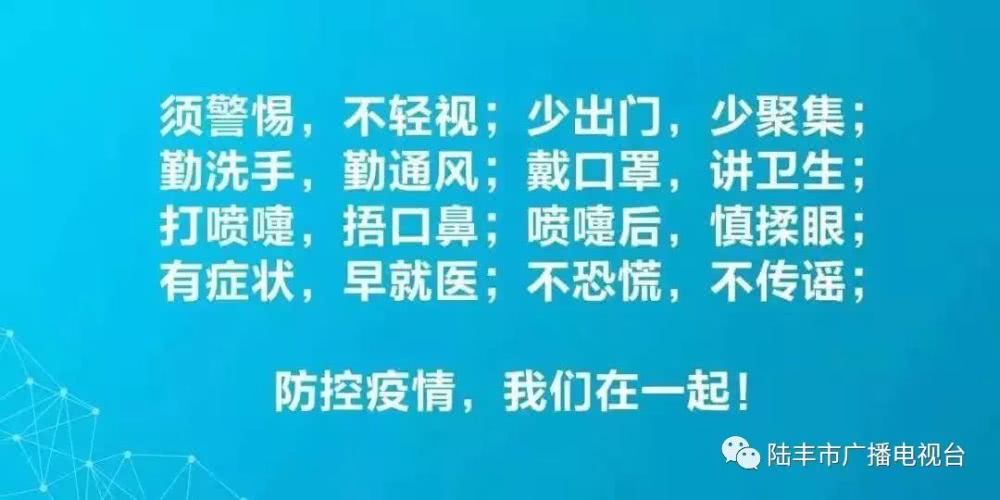 须警惕，不轻视；少出门，少聚集；
勤洗手，勤通风；戴口罩，讲卫生；
打喷嚏，捂口鼻；喷嚏后，慎揉眼；
有症状，早就医；不恐慌，不传谣；
防控疫情，我们在一起！
陆丰市广播电视台